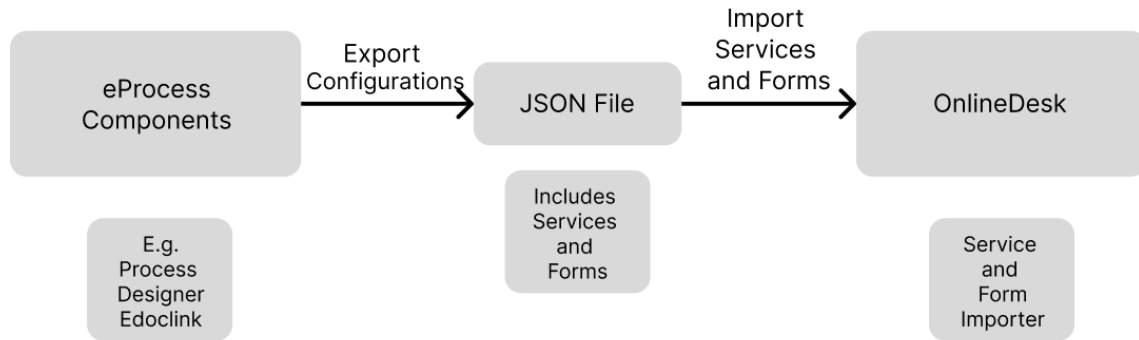 eProcess
Components
Export
Configurations
JSON File
Import
Services
and Forms
OnlineDesk
E.g.
Process
Designer
Edoclink
Includes
Services
and
Forms
Service
and
Form
Importer